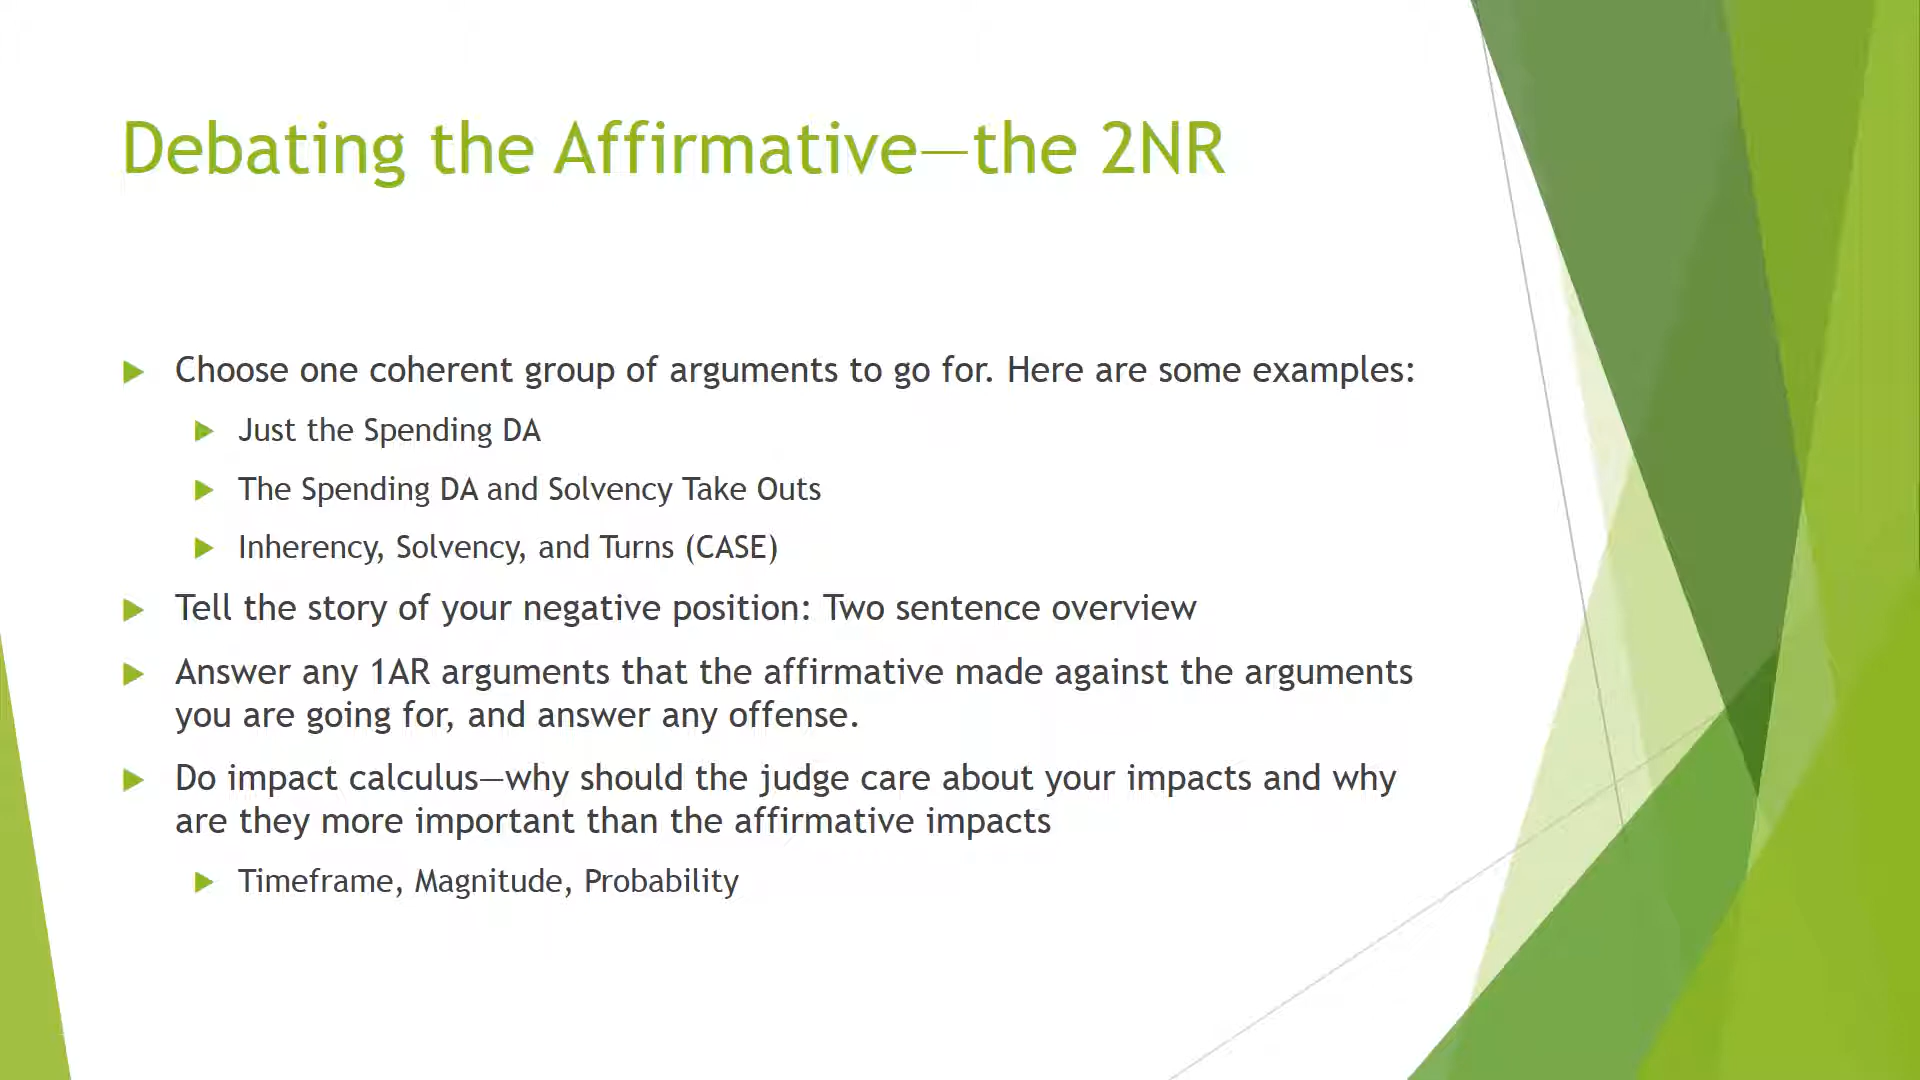 Debating the Affirmative—the 2NR
Choose one coherent group of arguments to go for. Here are some examples:
Just the Spending DA
The Spending DA and Solvency Take Outs
Inherency, Solvency, and Turns (CASE)
Tell the story of your negative position: Two sentence overview
Answer any 1AR arguments that the affirmative made against the arguments
you are going for, and answer any offense.
Do impact calculus—why should the judge care about your impacts and why
are they more important than the affirmative impacts
Timeframe, Magnitude, Probability